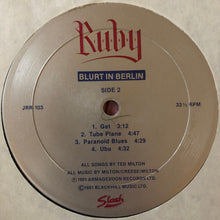 Ruby
BLURT IN BERLIN
SIDE 2
JRR 103
33⅓ RPM
1. Get 3:12
2. Tube Plane 4:47
3. Paranoid Blues 4:29
4. Ubu 4:32
ALL SONGS BY TED MILTON
ALL MUSIC BY MILTON/CREESE/MILTON
℗1981 ARMAGEDDON RECORDS LTD.
©1981 BLACKHILL MUSIC LTD.
Slash